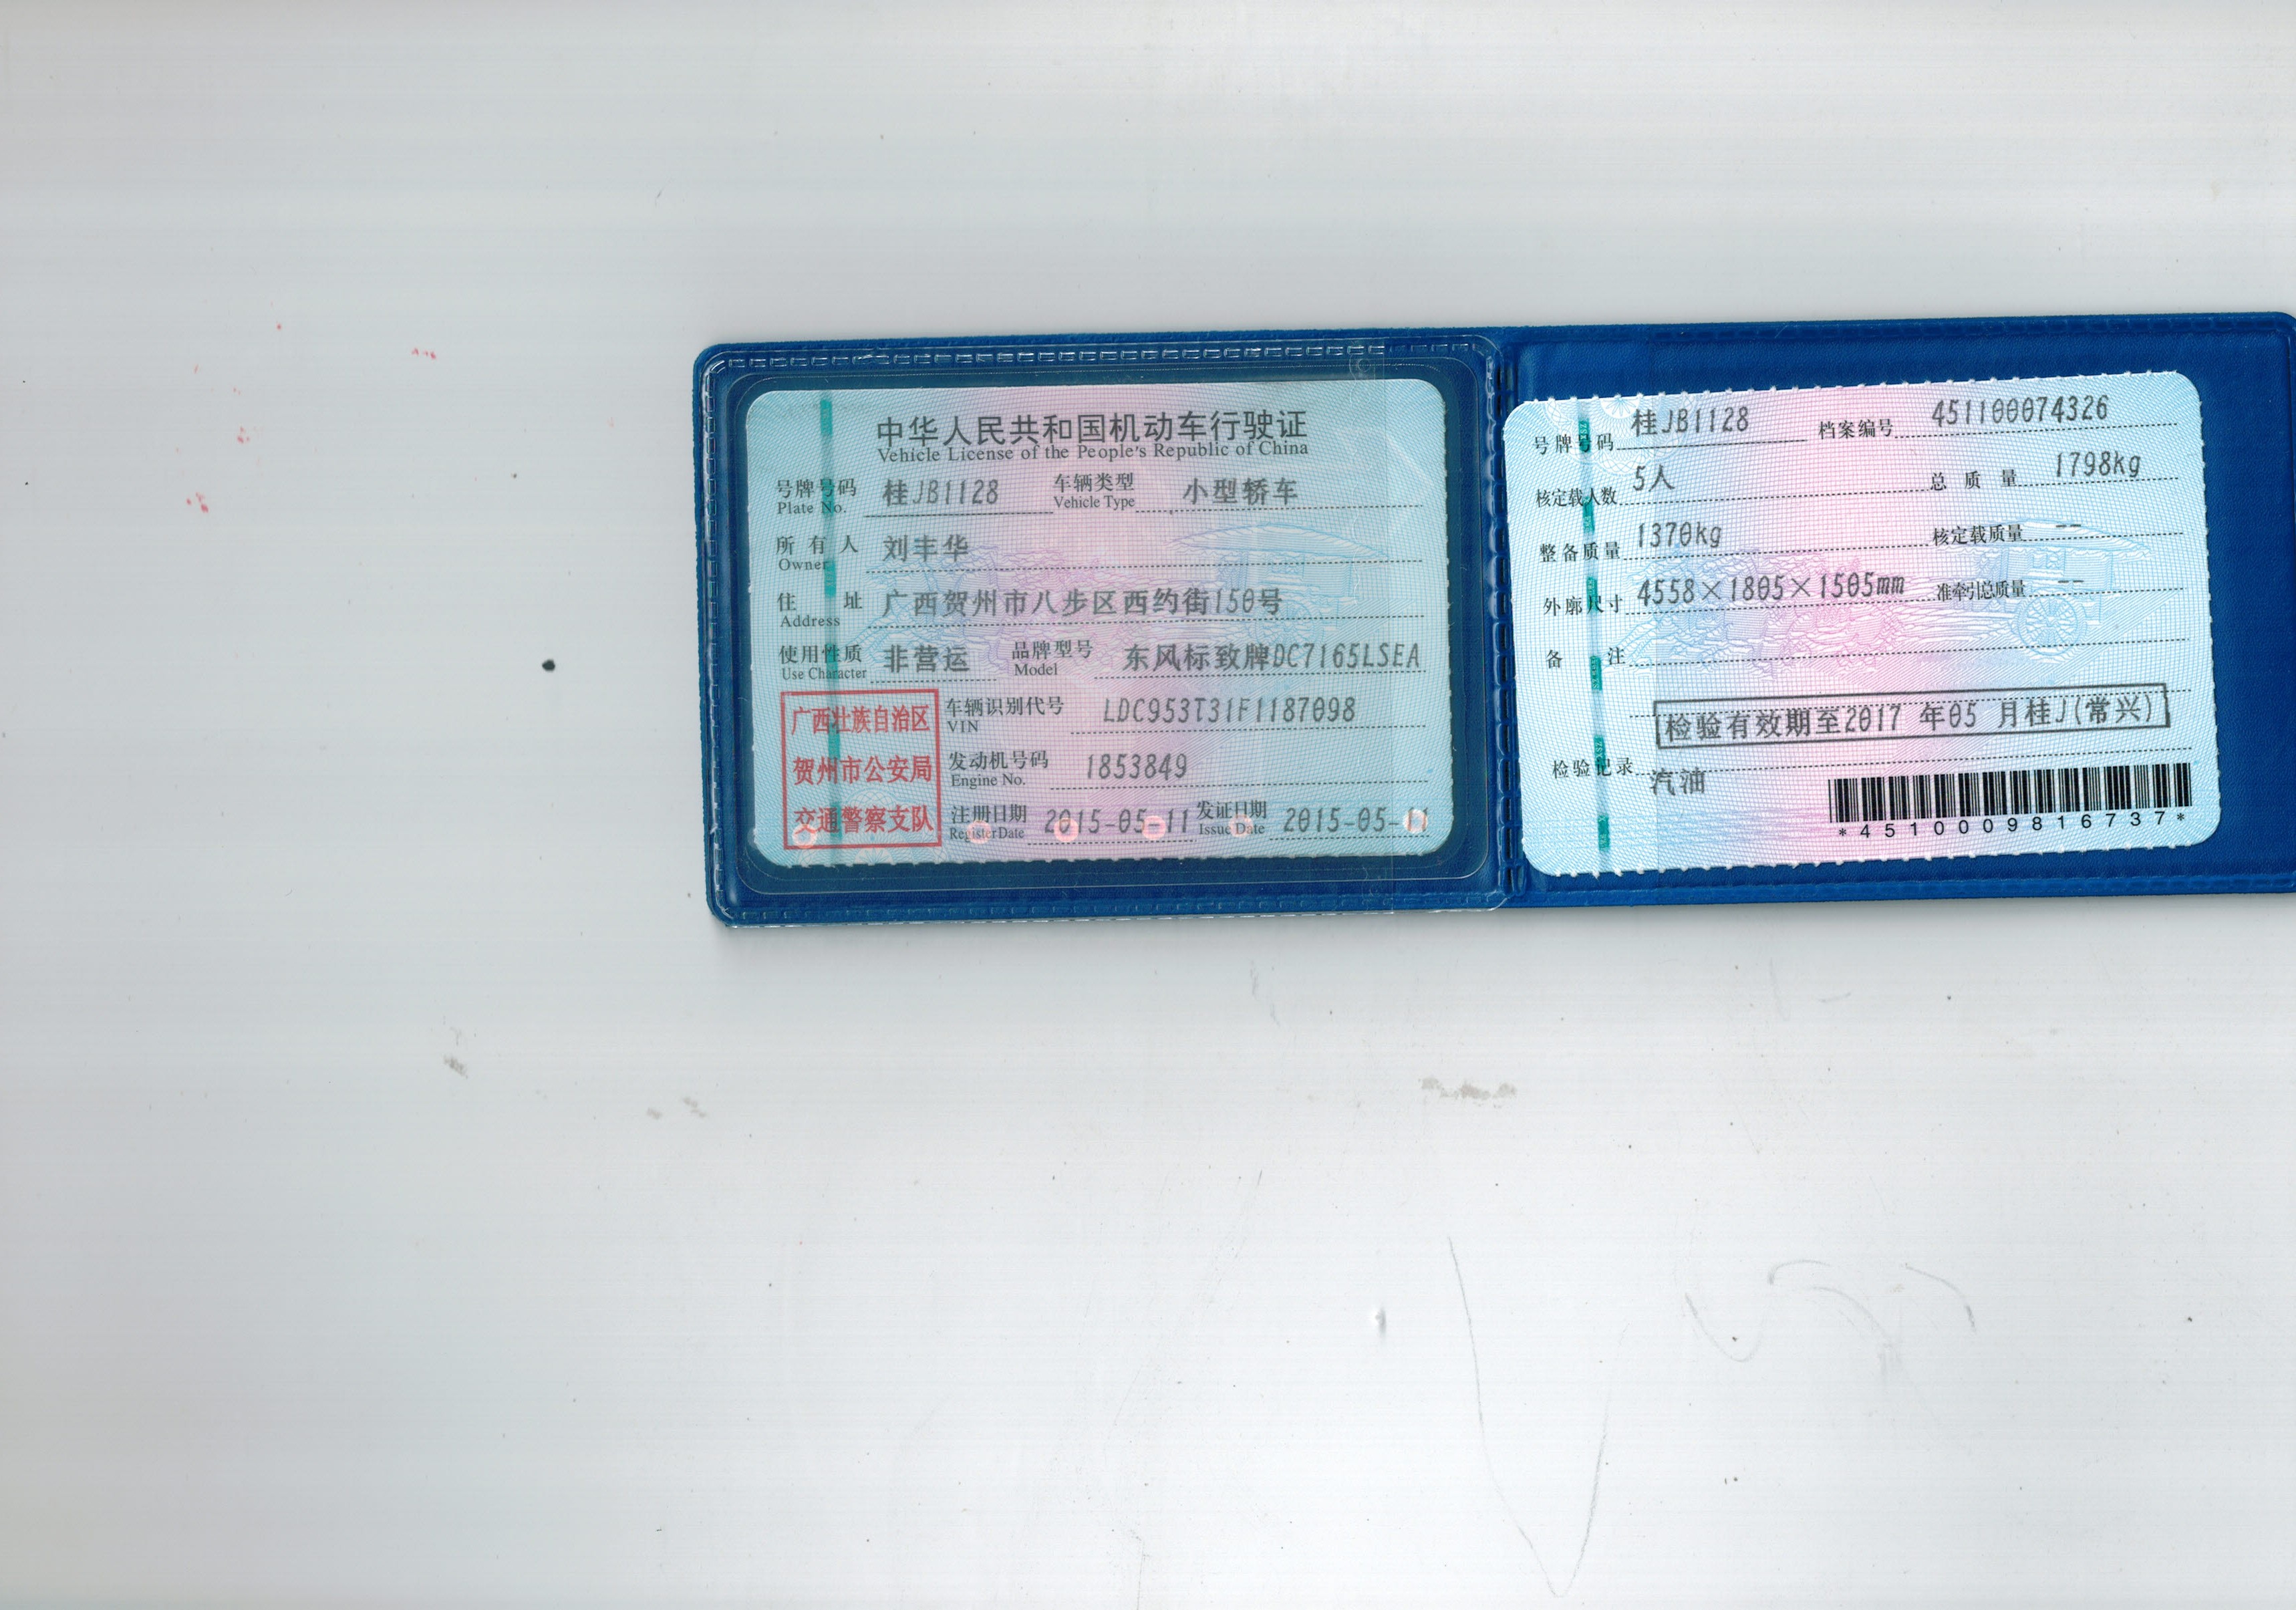 中华人民共和国机动车行驶证
Vehicle License of the People's Republic of China
号牌号码 桂JB1128 车辆类型 小型轿车
Plate No. Vehicle Type
所有人 刘丰华
Owner
住址 广西贺州市八步区西约街150号
Address
使用性质 非营运 品牌型号 东风标致牌DC7165LSEA
Use Character Model
广西壮族自治区
贺州市公安局
交通警察支队
车辆识别代号 LDC953T31F1187098
VIN
发动机号码 1853849
Engine No.
注册日期 2015-05-11 发证日期 2015-05-11
Register Date Issue Date
号牌号码 桂JB1128 档案编号 451100074326
核定载人数 5人 总质量 1798kg
整备质量 1370kg 核定载质量 --
外廓尺寸 4558×1805×1505mm 准牵引总质量 --
备注
检验有效期至2017 年05 月桂J(常兴)
检验记录
汽油
*4510009816737*